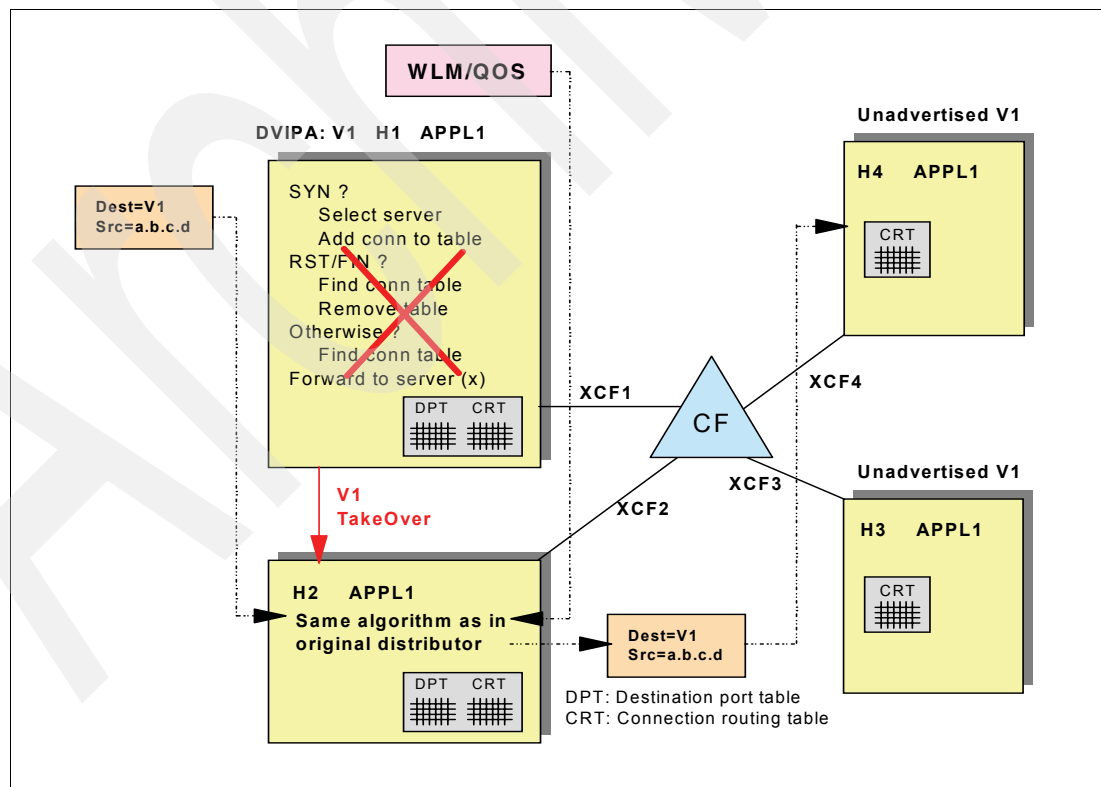 WLM/QOS
DVIPA: V1 H1 APPL1
SYN ?
Select server
Add conn to table
RST/FIN ?
Find conn table
Remove table
Otherwise ?
Find conn table
Forward to server (x)
DPT CRT
Dest=V1
Src=a.b.c.d
V1
TakeOver
H2 APPL1
Same algorithm as in
original distributor
DPT CRT
XCF1
CF
XCF2
XCF3
XCF4
Unadvertised V1
H4 APPL1
CRT
Unadvertised V1
H3 APPL1
CRT
Dest=V1
Src=a.b.c.d
DPT: Destination port table
CRT: Connection routing table